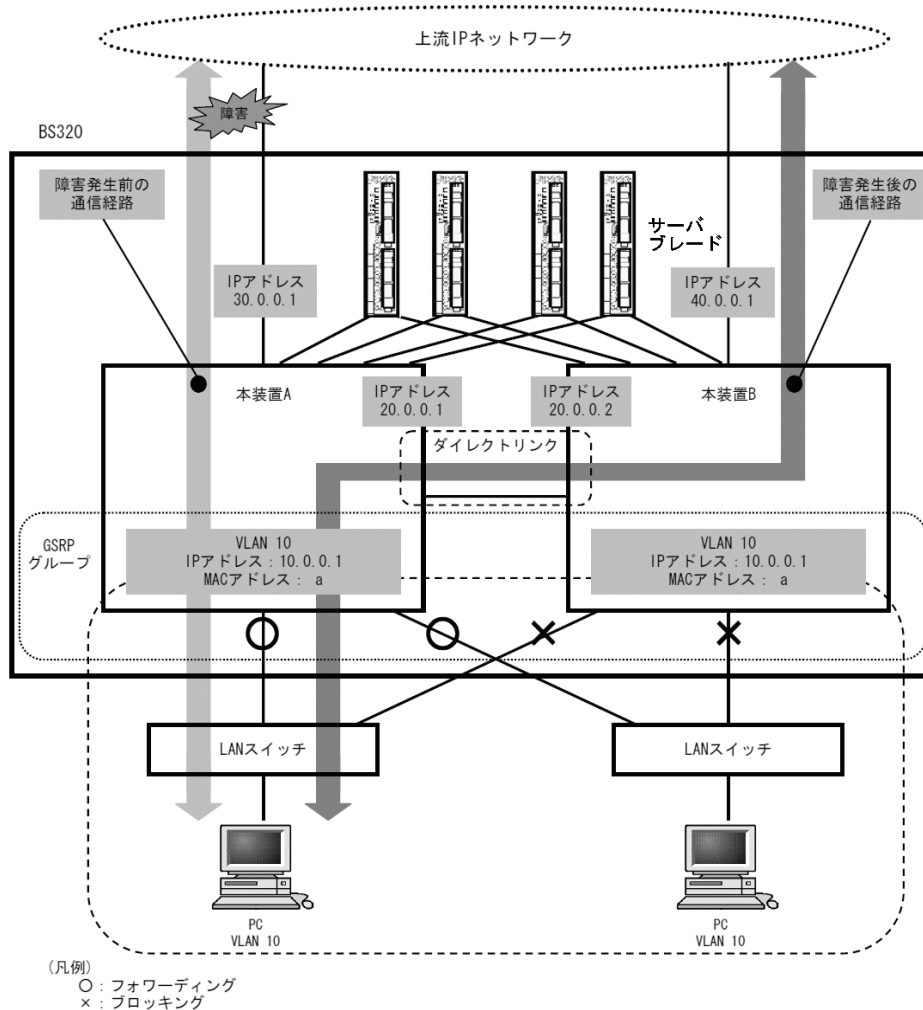 上流IPネットワーク
障害
BS320
障害発生前の
通信経路
障害発生後の
通信経路
サーバ
ブレード
IPアドレス
30.0.0.1
IPアドレス
40.0.0.1
本装置A
IPアドレス
20.0.0.1
IPアドレス
20.0.0.2
本装置B
ダイレクトリンク
GSRP
グループ
VLAN 10
IPアドレス：10.0.0.1
MACアドレス： a
VLAN 10
IPアドレス：10.0.0.1
MACアドレス： a
LANスイッチ
LANスイッチ
PC
VLAN 10
PC
VLAN 10
（凡例）
○：フォワーディング
×：ブロッキング